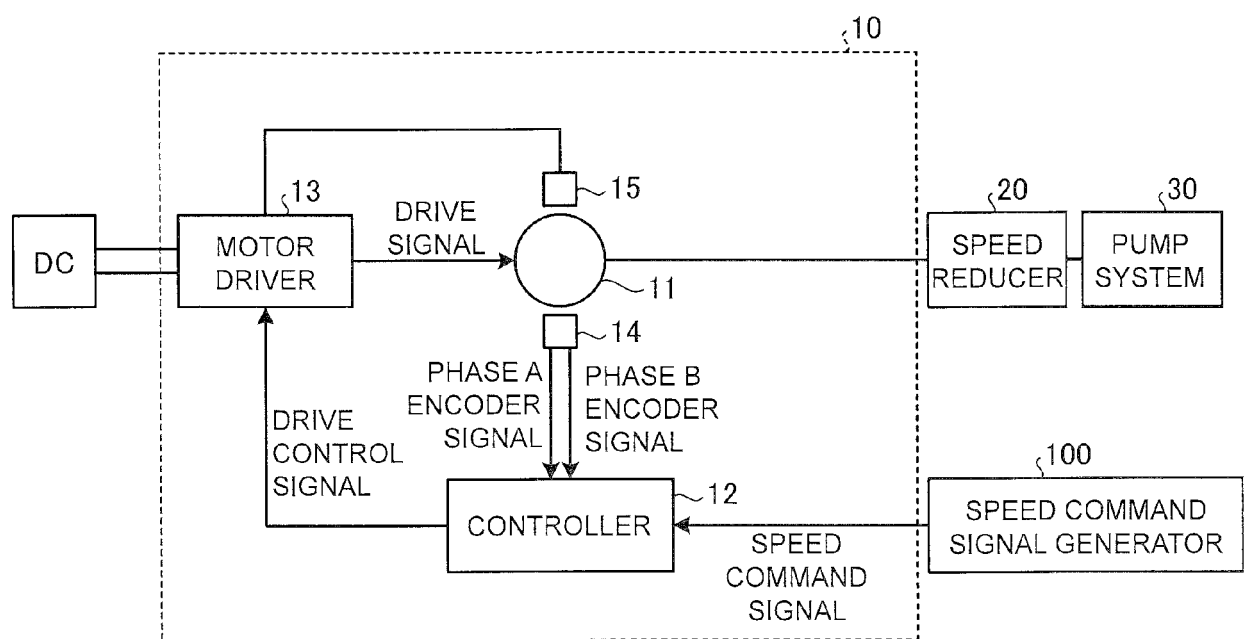 10
15
13
DRIVE
SIGNAL
DC
MOTOR
DRIVER
11
20
SPEED
REDUCER
30
PUMP
SYSTEM
14
PHASE A
ENCODER
SIGNAL
PHASE B
ENCODER
SIGNAL
DRIVE
CONTROL
SIGNAL
12
CONTROLLER
SPEED
COMMAND
SIGNAL
100
SPEED COMMAND
SIGNAL GENERATOR